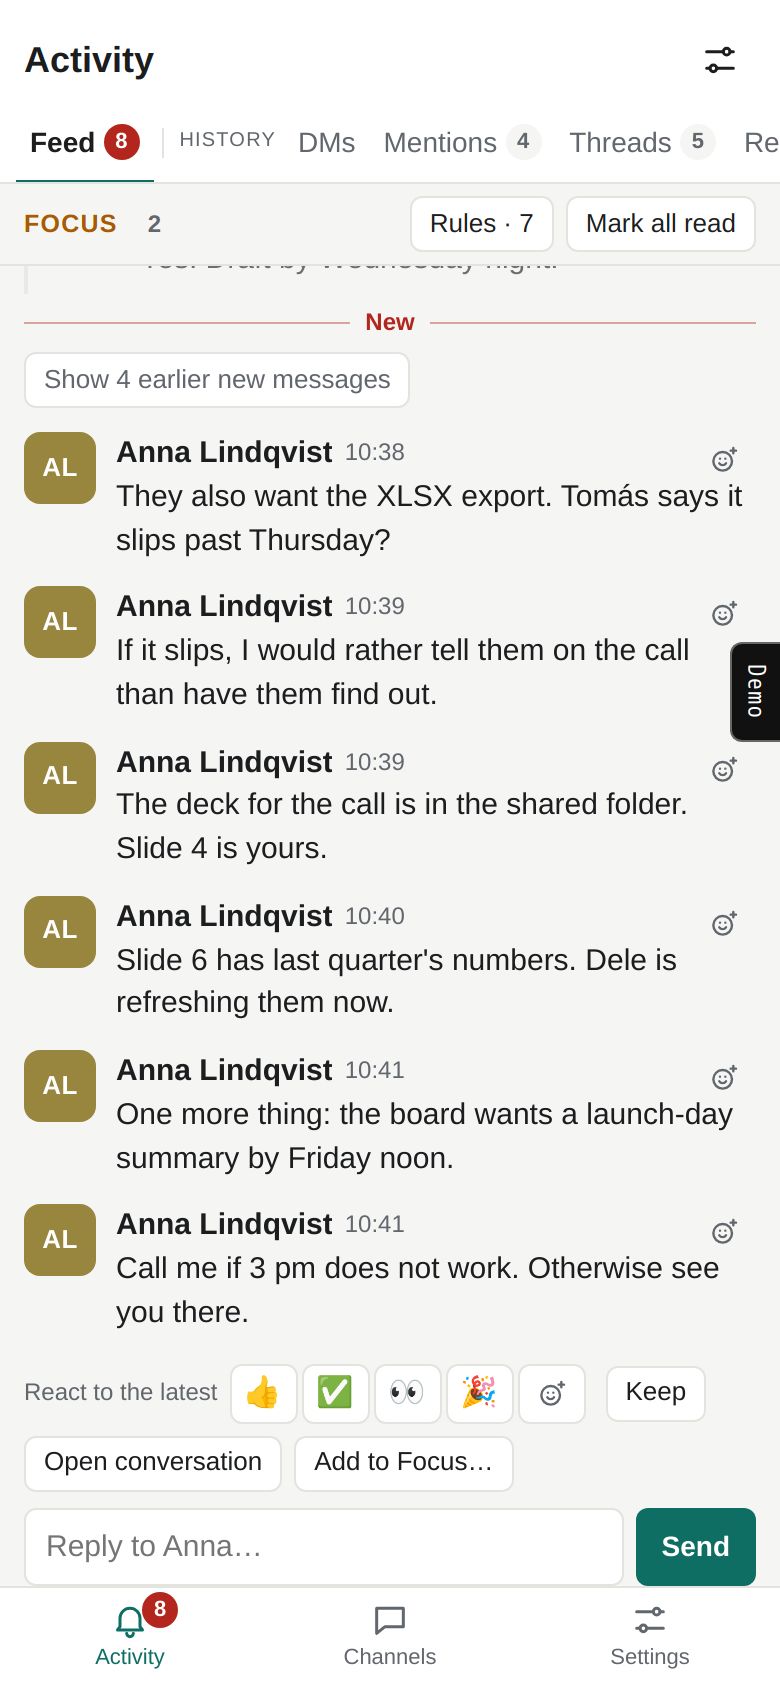 Activity
Feed 8 HISTORY DMs Mentions 4 Threads 5 Re
FOCUS 2 Rules · 7 Mark all read
New
Show 4 earlier new messages
AL Anna Lindqvist 10:38
They also want the XLSX export. Tomás says it
slips past Thursday?
AL Anna Lindqvist 10:39
If it slips, I would rather tell them on the call
than have them find out.
Demo
AL Anna Lindqvist 10:39
The deck for the call is in the shared folder.
Slide 4 is yours.
AL Anna Lindqvist 10:40
Slide 6 has last quarter's numbers. Dele is
refreshing them now.
AL Anna Lindqvist 10:41
One more thing: the board wants a launch-day
summary by Friday noon.
AL Anna Lindqvist 10:41
Call me if 3 pm does not work. Otherwise see
you there.
React to the latest Keep
Open conversation Add to Focus…
Reply to Anna… Send
8
Activity Channels Settings